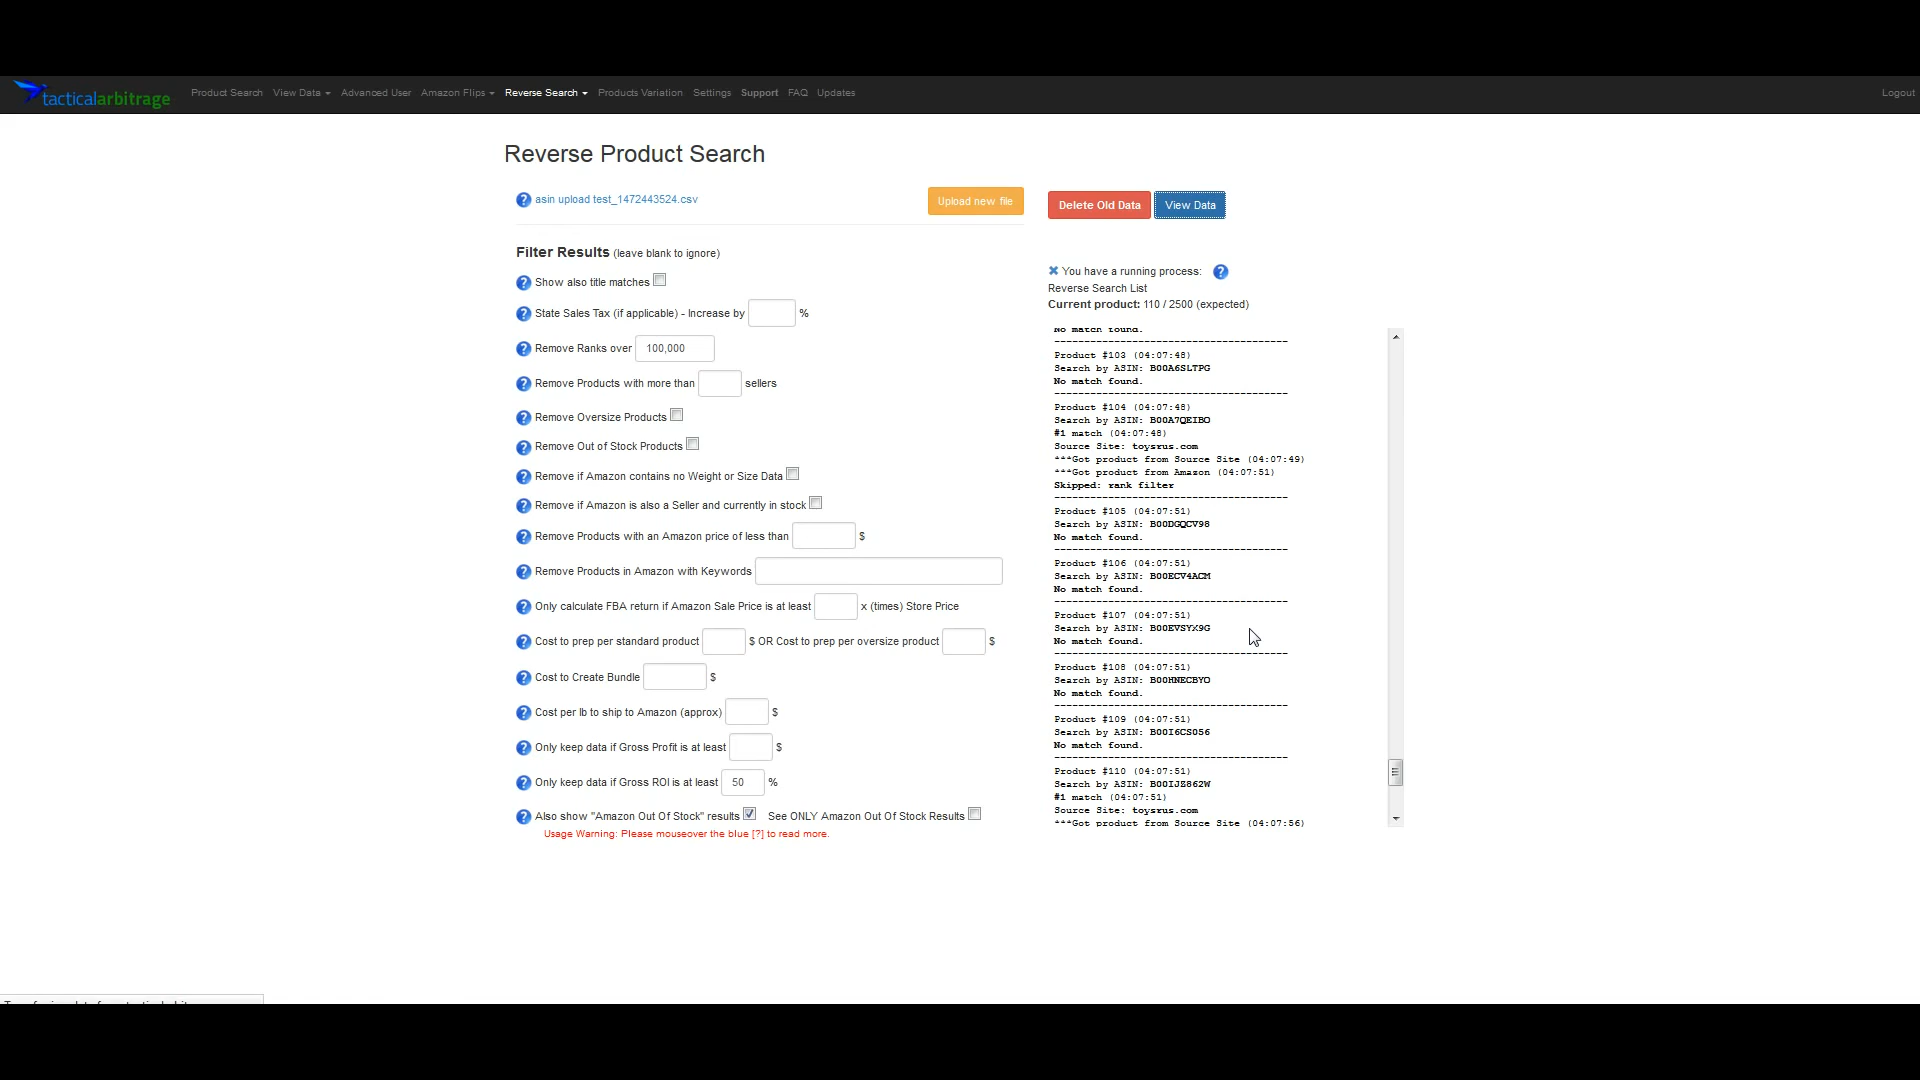 tacticalarbitrage Product Search View Data Advanced User Amazon Flips Reverse Search Products Variation Settings Support FAQ Updates Logout
Reverse Product Search
asin upload test_1472443524.csv Upload new file
Delete Old Data View Data
Filter Results (leave blank to ignore)
Show also title matches
State Sales Tax (if applicable) - Increase by %
Remove Ranks over 100,000
Remove Products with more than sellers
Remove Oversize Products
Remove Out of Stock Products
Remove if Amazon contains no Weight or Size Data
Remove if Amazon is also a Seller and currently in stock
Remove Products with an Amazon price of less than $
Remove Products in Amazon with Keywords
Only calculate FBA return if Amazon Sale Price is at least x (times) Store Price
Cost to prep per standard product $ OR Cost to prep per oversize product $
Cost to Create Bundle $
Cost per lb to ship to Amazon (approx) $
Only keep data if Gross Profit is at least $
Only keep data if Gross ROI is at least 50 %
Also show "Amazon Out Of Stock" results See ONLY Amazon Out Of Stock Results
Usage Warning: Please mouseover the blue [?] to read more.
You have a running process:
Reverse Search List
Current product: 110 / 2500 (expected)
No match found.
---------------------------------------
Product #103 (04:07:48)
Search by ASIN: B00A6SLTPG
No match found.
---------------------------------------
Product #104 (04:07:48)
Search by ASIN: B00A7QEIBO
#1 match (04:07:48)
Source Site: toysrus.com
***Got product from Source Site (04:07:49)
***Got product from Amazon (04:07:51)
Skipped: rank filter
---------------------------------------
Product #105 (04:07:51)
Search by ASIN: B00DGQCV98
No match found.
---------------------------------------
Product #106 (04:07:51)
Search by ASIN: B00ECV4ACM
No match found.
---------------------------------------
Product #107 (04:07:51)
Search by ASIN: B00EVSYX9G
No match found.
---------------------------------------
Product #108 (04:07:51)
Search by ASIN: B00HNECBYO
No match found.
---------------------------------------
Product #109 (04:07:51)
Search by ASIN: B00I6CS056
No match found.
---------------------------------------
Product #110 (04:07:51)
Search by ASIN: B00IJZ862W
#1 match (04:07:51)
Source Site: toysrus.com
***Got product from Source Site (04:07:56)